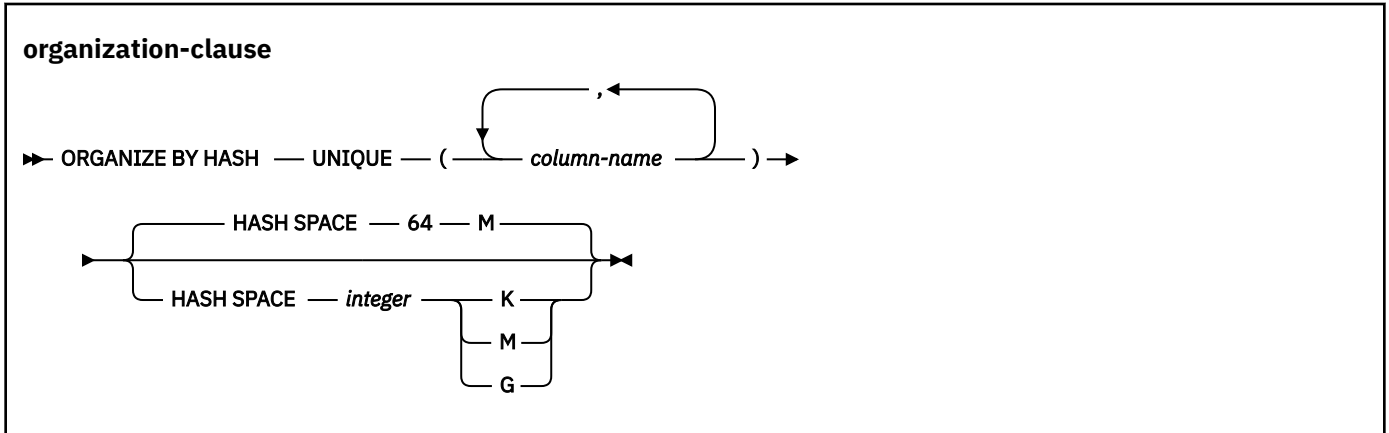 organization-clause
,
ORGANIZE BY HASH UNIQUE ( column-name )
HASH SPACE 64 M
HASH SPACE integer K
M
G